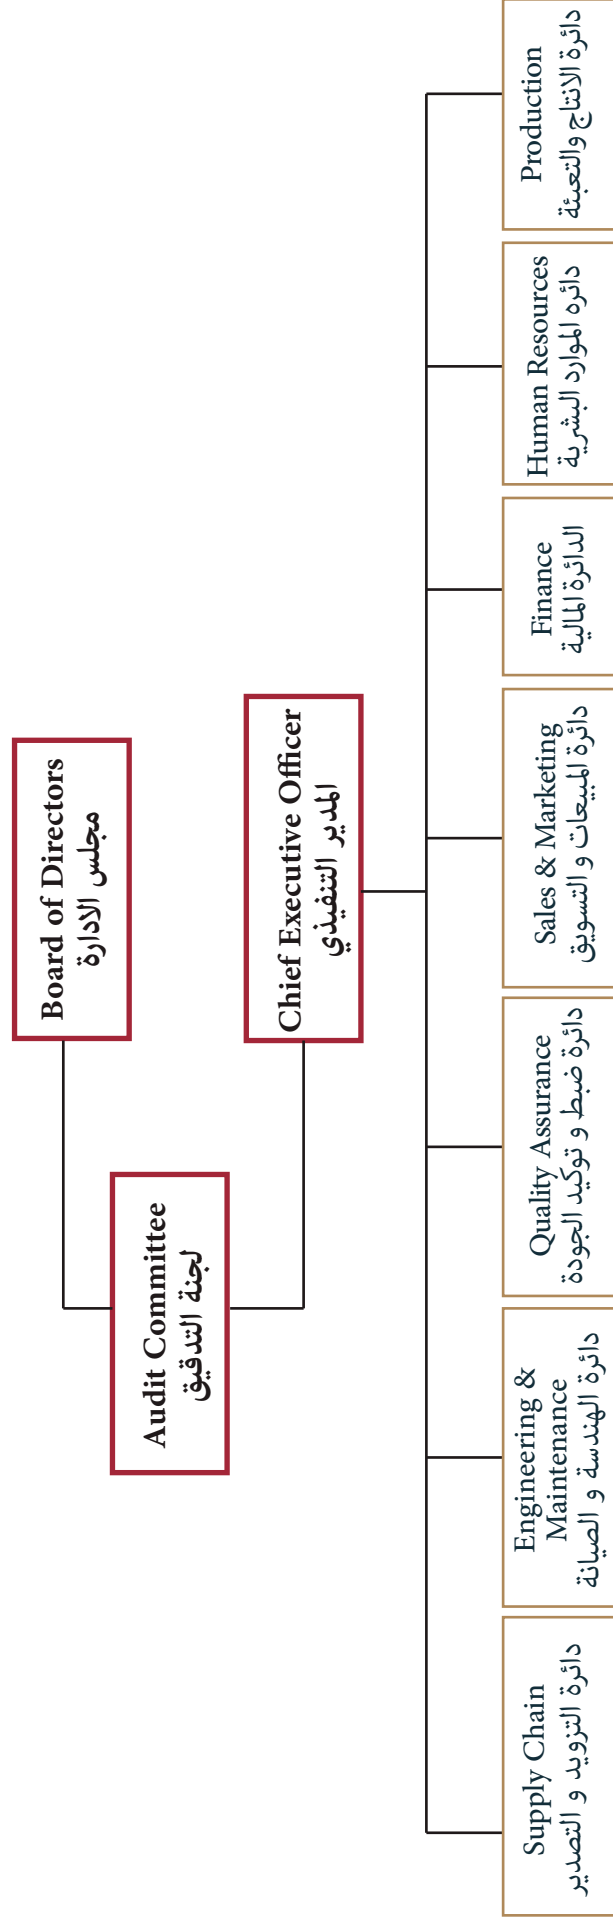 Board of Directors
مجلس الادارة
Audit Committee
لجنة التدقيق
Chief Executive Officer
المدير التنفيذي
Supply Chain
دائرة التزويد و التصدير
Engineering &
Maintenance
دائرة الهندسة و الصيانة
Quality Assurance
دائرة ضبط و توكيد الجودة
Sales & Marketing
دائرة المبيعات و التسويق
Finance
الدائرة المالية
Human Resources
دائره الموارد البشرية
Production
دائرة الانتاج والتعبئة